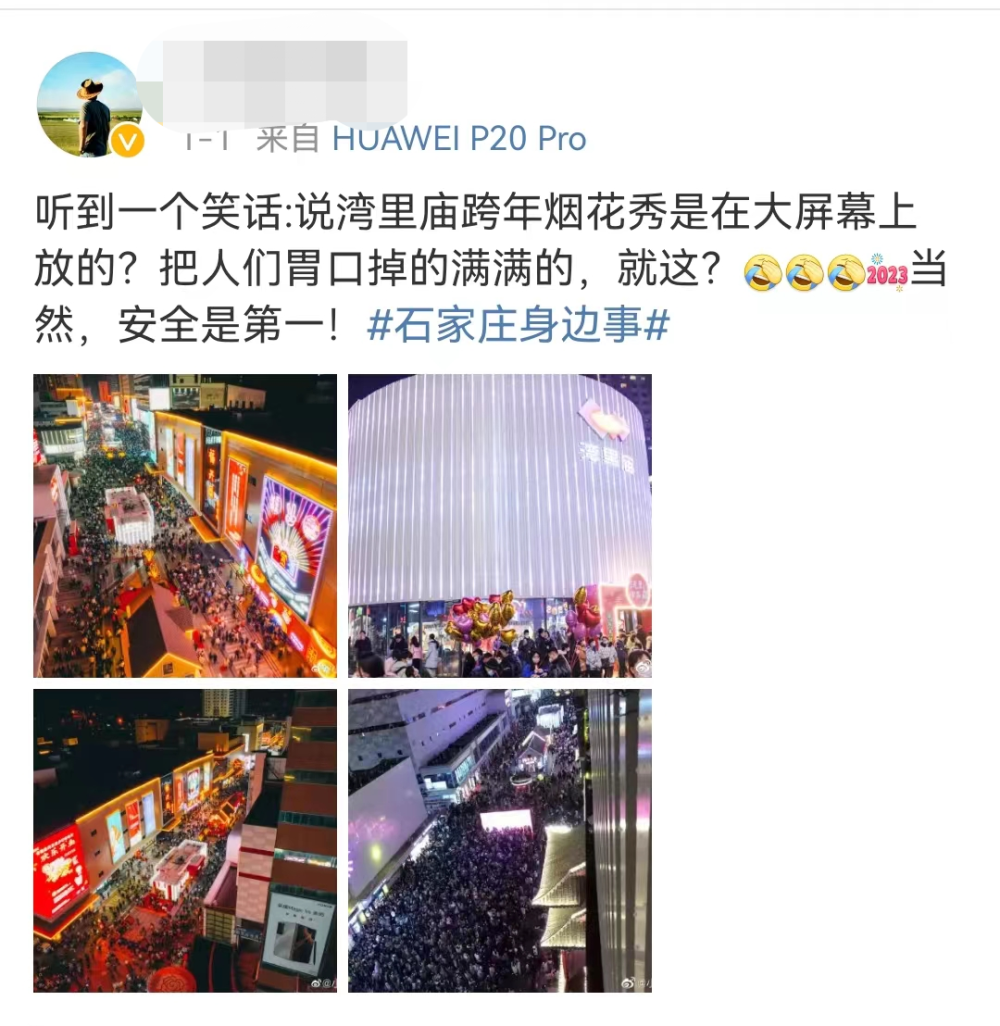 1-1 来自 HUAWEI P20 Pro
听到一个笑话:说湾里庙跨年烟花秀是在大屏幕上
放的？把人们胃口掉的满满的，就这？2023当
然，安全是第一！#石家庄身边事#
湾里庙